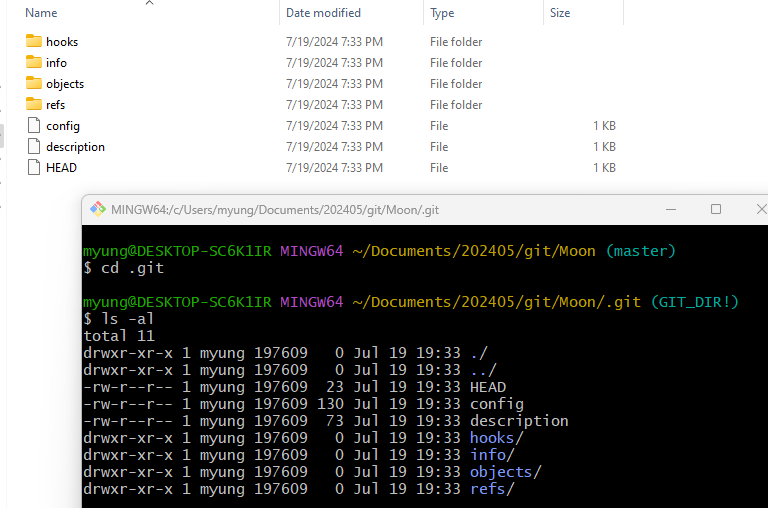 Name Date modified Type Size
hooks 7/19/2024 7:33 PM File folder
info 7/19/2024 7:33 PM File folder
objects 7/19/2024 7:33 PM File folder
refs 7/19/2024 7:33 PM File folder
config 7/19/2024 7:33 PM File 1 KB
description 7/19/2024 7:33 PM File 1 KB
HEAD 7/19/2024 7:33 PM File 1 KB
MINGW64:/c/Users/myung/Documents/202405/git/Moon/.git
myung@DESKTOP-SC6K1IR MINGW64 ~/Documents/202405/git/Moon (master)
$ cd .git
myung@DESKTOP-SC6K1IR MINGW64 ~/Documents/202405/git/Moon/.git (GIT_DIR!)
$ ls -al
total 11
drwxr-xr-x 1 myung 197609   0 Jul 19 19:33 ./
drwxr-xr-x 1 myung 197609   0 Jul 19 19:33 ../
-rw-r--r-- 1 myung 197609  23 Jul 19 19:33 HEAD
-rw-r--r-- 1 myung 197609 130 Jul 19 19:33 config
-rw-r--r-- 1 myung 197609  73 Jul 19 19:33 description
drwxr-xr-x 1 myung 197609   0 Jul 19 19:33 hooks/
drwxr-xr-x 1 myung 197609   0 Jul 19 19:33 info/
drwxr-xr-x 1 myung 197609   0 Jul 19 19:33 objects/
drwxr-xr-x 1 myung 197609   0 Jul 19 19:33 refs/